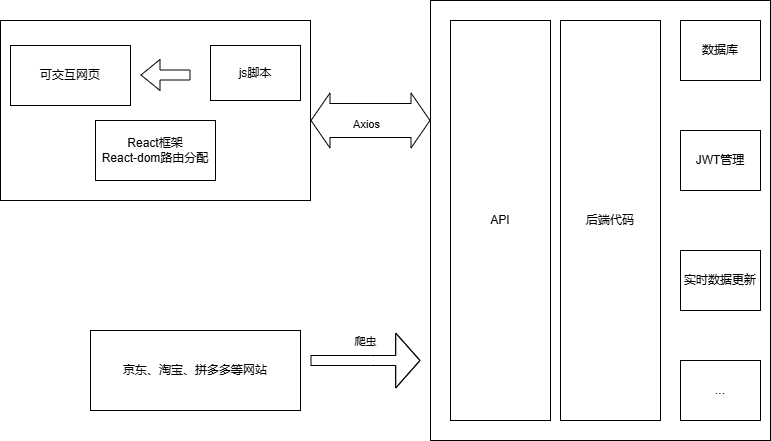 可交互网页
js脚本
React框架
React-dom路由分配
Axios
API
后端代码
数据库
JWT管理
实时数据更新
...
京东、淘宝、拼多多等网站
爬虫